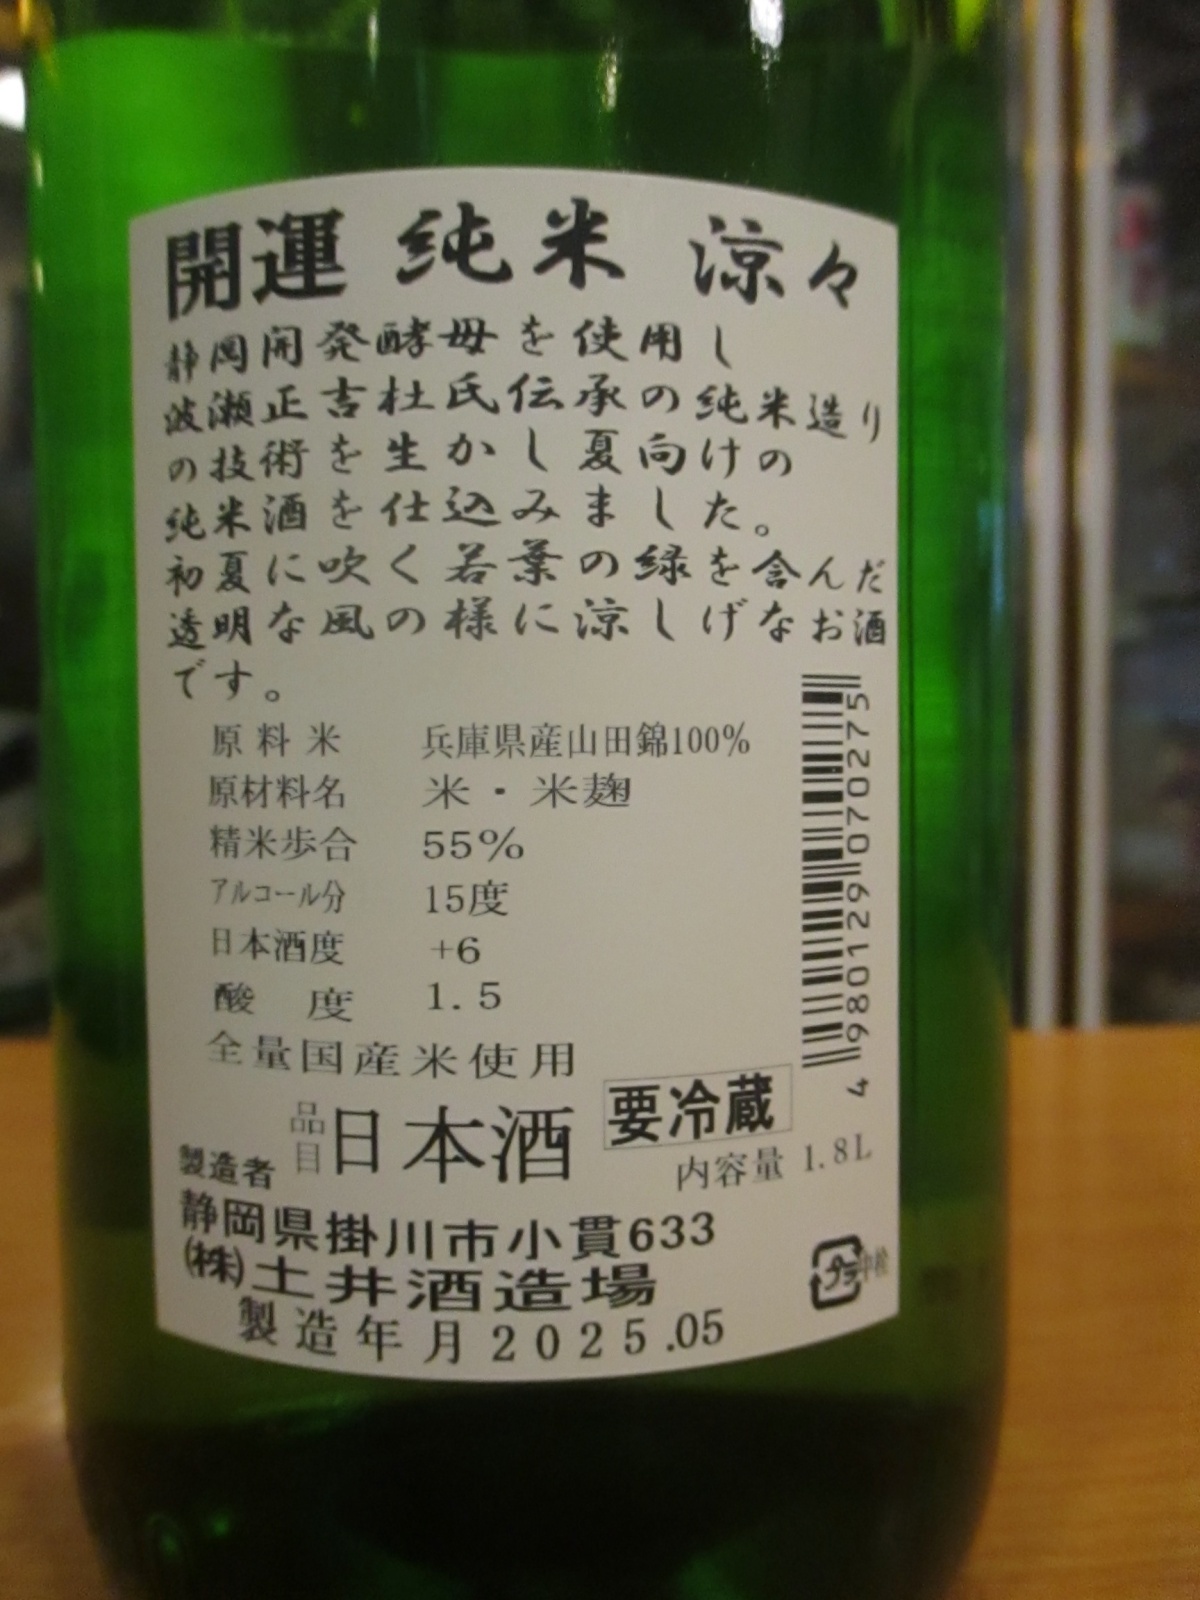 開運 純米 涼々
静岡開発酵母を使用し
波瀬正吉杜氏伝承の純米造り
の技術を生かし夏向けの
純米酒を仕込みました。
初夏に吹く若葉の緑を含んだ
透明な風の様に涼しげなお酒
です。
原料米 兵庫県産山田錦100%
原材料名 米・米麹
精米歩合 55%
アルコール分 15度
日本酒度 +6
酸度 1.5
全量国産米使用
品目 日本酒
要冷蔵
内容量 1.8L
製造者
静岡県掛川市小貫633
(株)土井酒造場
製造年月2025.05
プラ 中栓
4 980129 070275